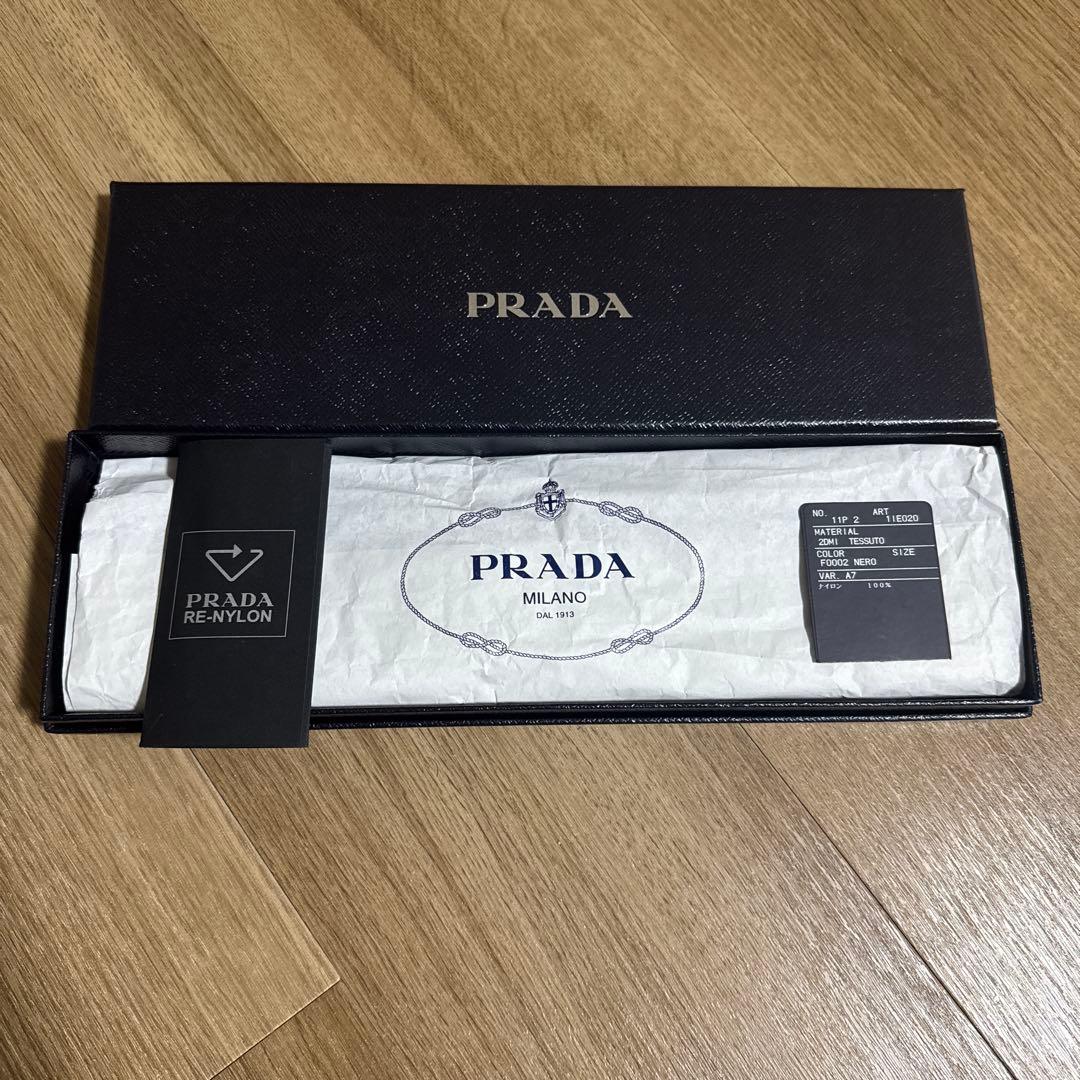 PRADA
PRADA
RE-NYLON
PRADA
MILANO
DAL 1913
NO. ART
11P 2 1IE020
MATERIAL
2DMI TESSUTO
COLOR SIZE
F0002 NERO
VAR. A7
ナイロン 100%